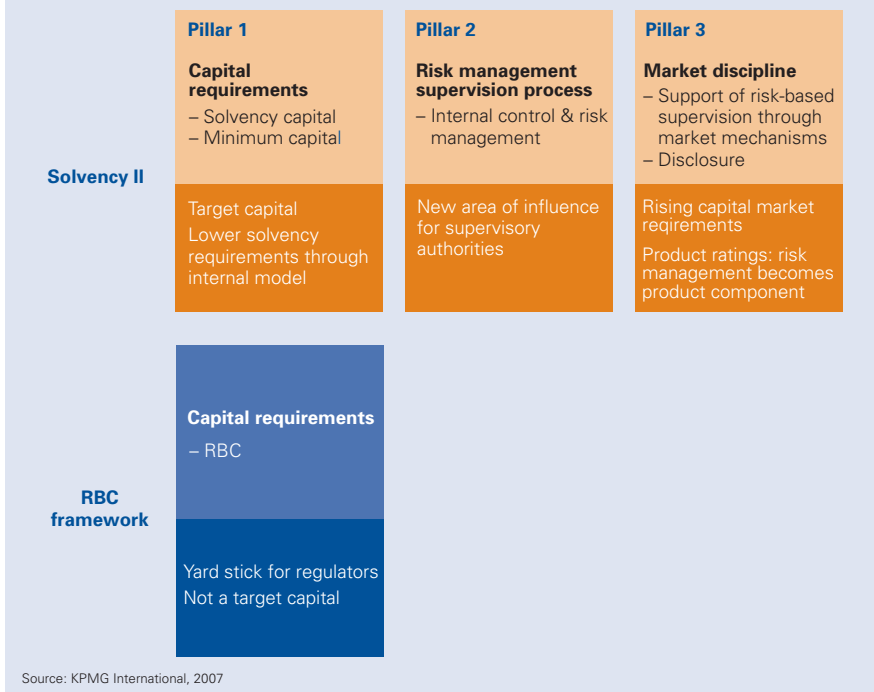 Pillar 1
Capital
requirements
– Solvency capital
– Minimum capital
Pillar 2
Risk management
supervision process
– Internal control & risk
management
Pillar 3
Market discipline
– Support of risk-based
supervision through
market mechanisms
– Disclosure
Solvency II
Target capital
Lower solvency
requirements through
internal model
New area of influence
for supervisory
authorities
Rising capital market
reqirements
Product ratings: risk
management becomes
product component
Capital requirements
– RBC
RBC
framework
Yard stick for regulators
Not a target capital
Source: KPMG International, 2007